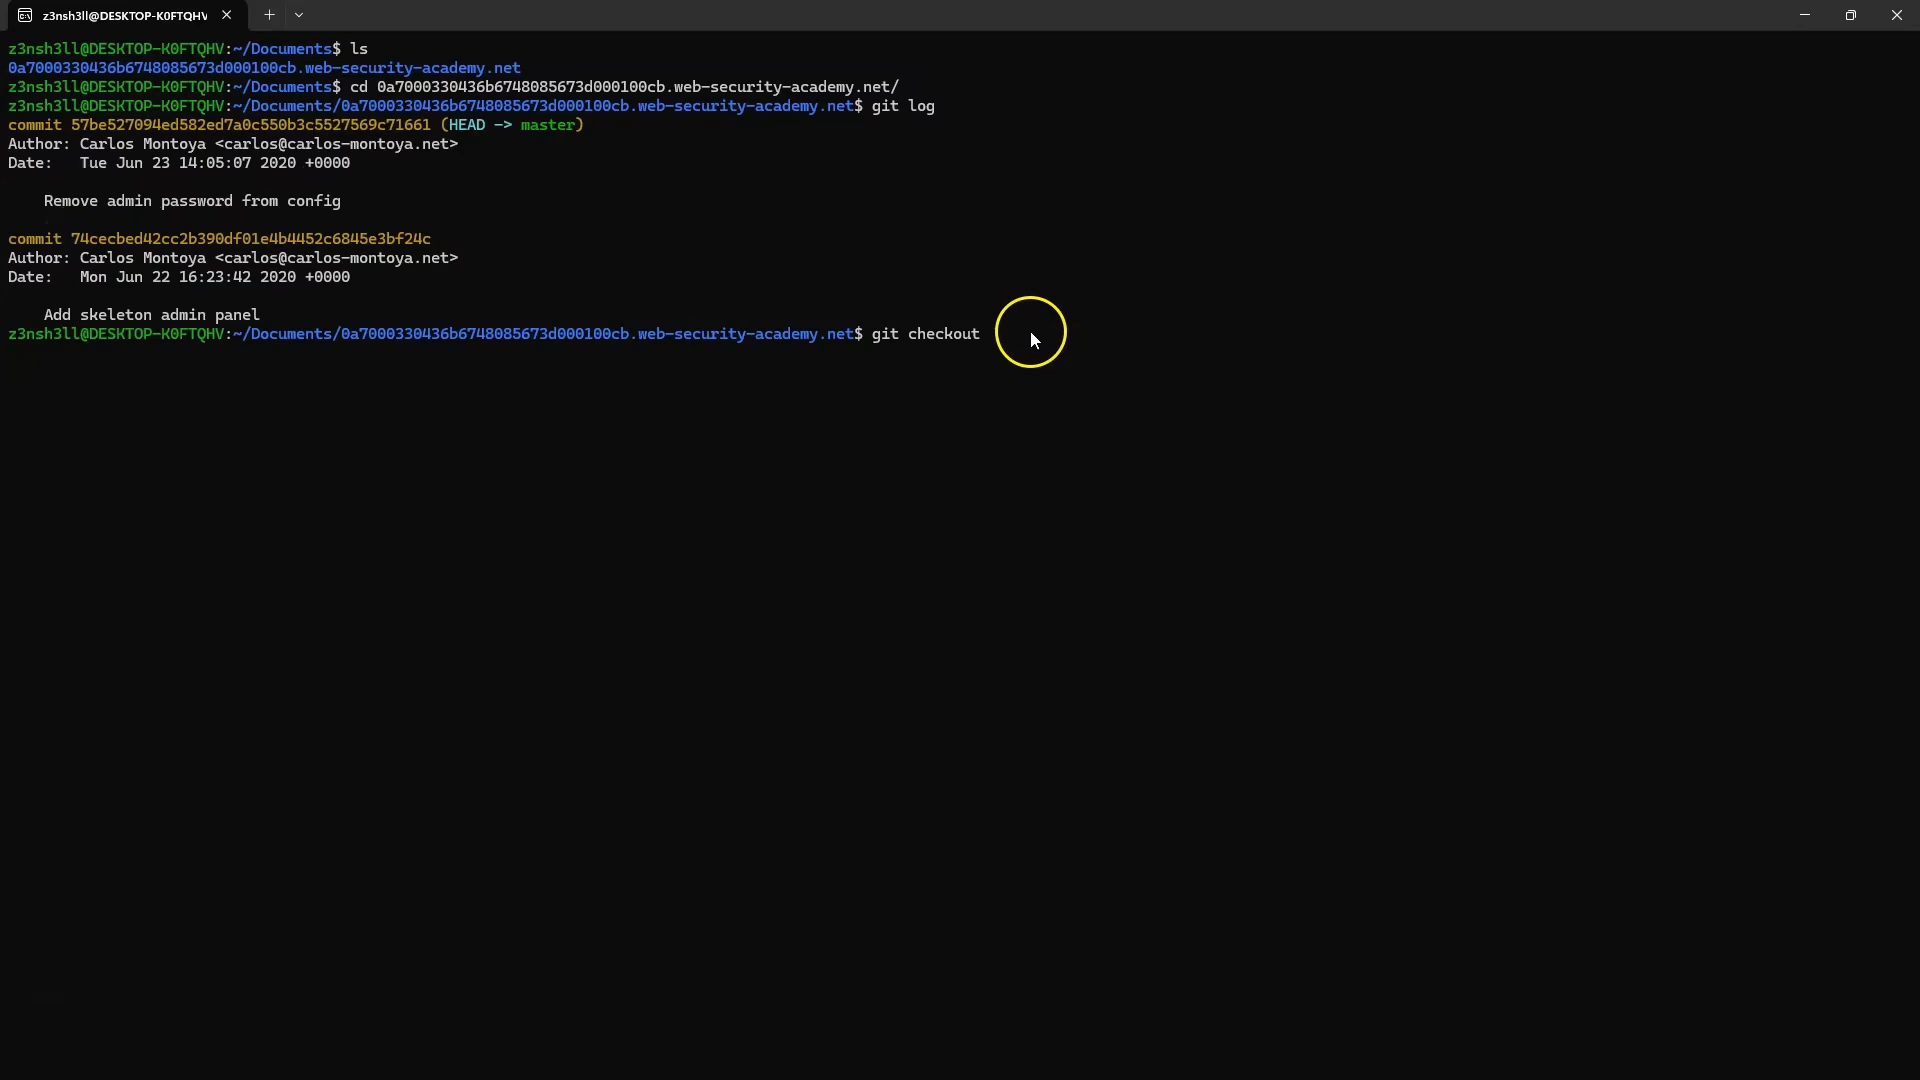 z3nsh3ll@DESKTOP-K0FTQHV
z3nsh3ll@DESKTOP-K0FTQHV:~/Documents$ ls
0a7000330436b6748085673d000100cb.web-security-academy.net
z3nsh3ll@DESKTOP-K0FTQHV:~/Documents$ cd 0a7000330436b6748085673d000100cb.web-security-academy.net/
z3nsh3ll@DESKTOP-K0FTQHV:~/Documents/0a7000330436b6748085673d000100cb.web-security-academy.net$ git log
commit 57be527094ed582ed7a0c550b3c5527569c71661 (HEAD -> master)
Author: Carlos Montoya <carlos@carlos-montoya.net>
Date:   Tue Jun 23 14:05:07 2020 +0000
Remove admin password from config
commit 74cecbed42cc2b390df01e4b4452c6845e3bf24c
Author: Carlos Montoya <carlos@carlos-montoya.net>
Date:   Mon Jun 22 16:23:42 2020 +0000
Add skeleton admin panel
z3nsh3ll@DESKTOP-K0FTQHV:~/Documents/0a7000330436b6748085673d000100cb.web-security-academy.net$ git checkout